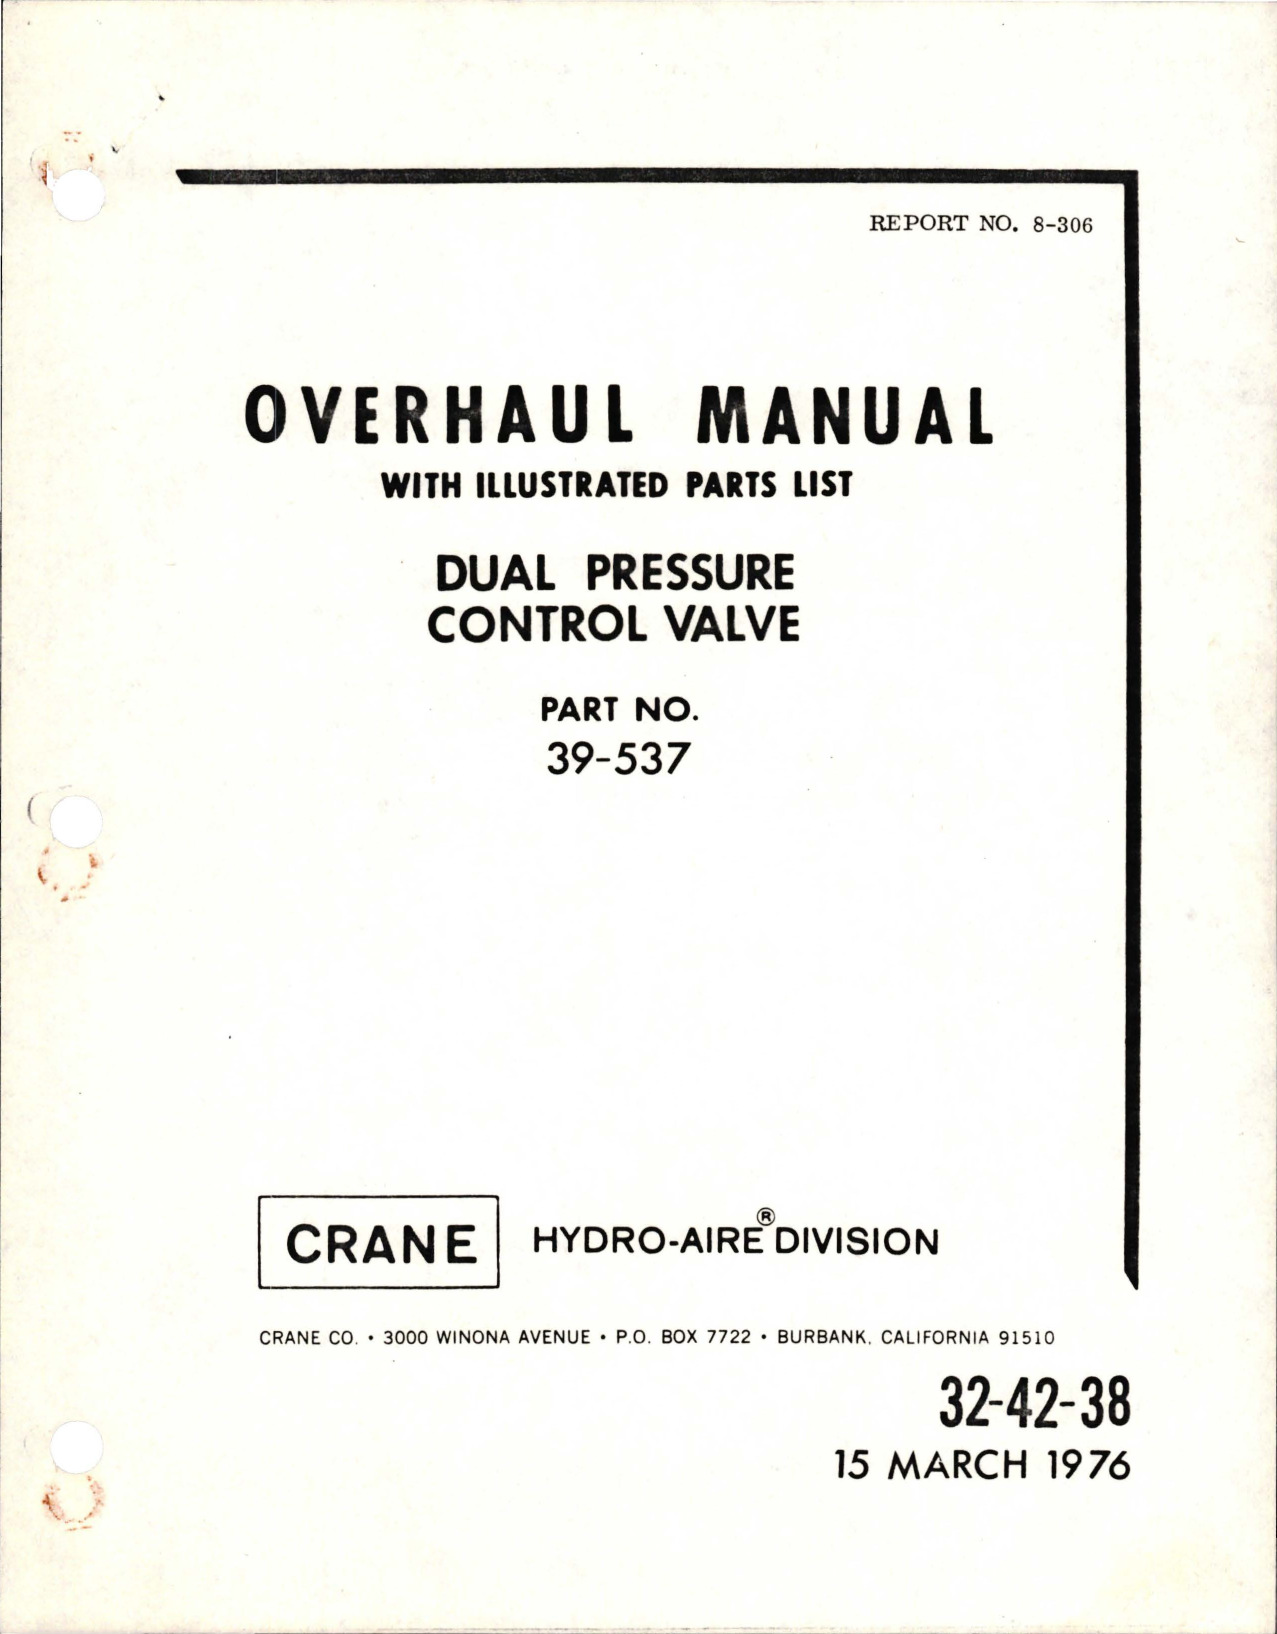 REPORT NO. 8-306
OVERHAUL MANUAL
WITH ILLUSTRATED PARTS LIST
DUAL PRESSURE
CONTROL VALVE
PART NO.
39-537
CRANE HYDRO-AIRE® DIVISION
CRANE CO. • 3000 WINONA AVENUE • P.O. BOX 7722 • BURBANK, CALIFORNIA 91510
32-42-38
15 MARCH 1976